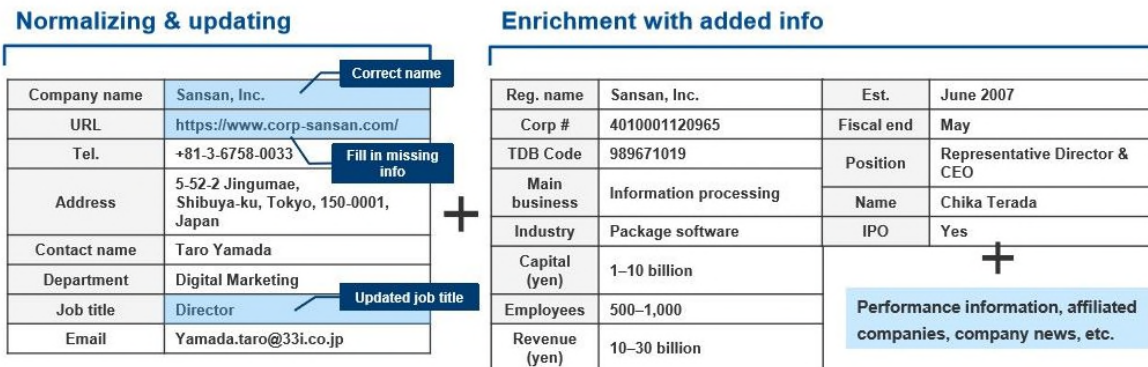 Normalizing & updating
Correct name
Company name Sansan, Inc.
URL https://www.corp-sansan.com/
Tel. +81-3-6758-0033
Fill in missing
info
Address 5-52-2 Jingumae,
Shibuya-ku, Tokyo, 150-0001,
Japan
Contact name Taro Yamada
Department Digital Marketing
Job title Director
Updated job title
Email Yamada.taro@33i.co.jp
+
Enrichment with added info
Reg. name Sansan, Inc.
Corp # 4010001120965
TDB Code 989671019
Main
business Information processing
Industry Package software
Capital
(yen) 1–10 billion
Employees 500–1,000
Revenue
(yen) 10–30 billion
Est. June 2007
Fiscal end May
Position Representative Director &
CEO
Name Chika Terada
IPO Yes
+
Performance information, affiliated
companies, company news, etc.